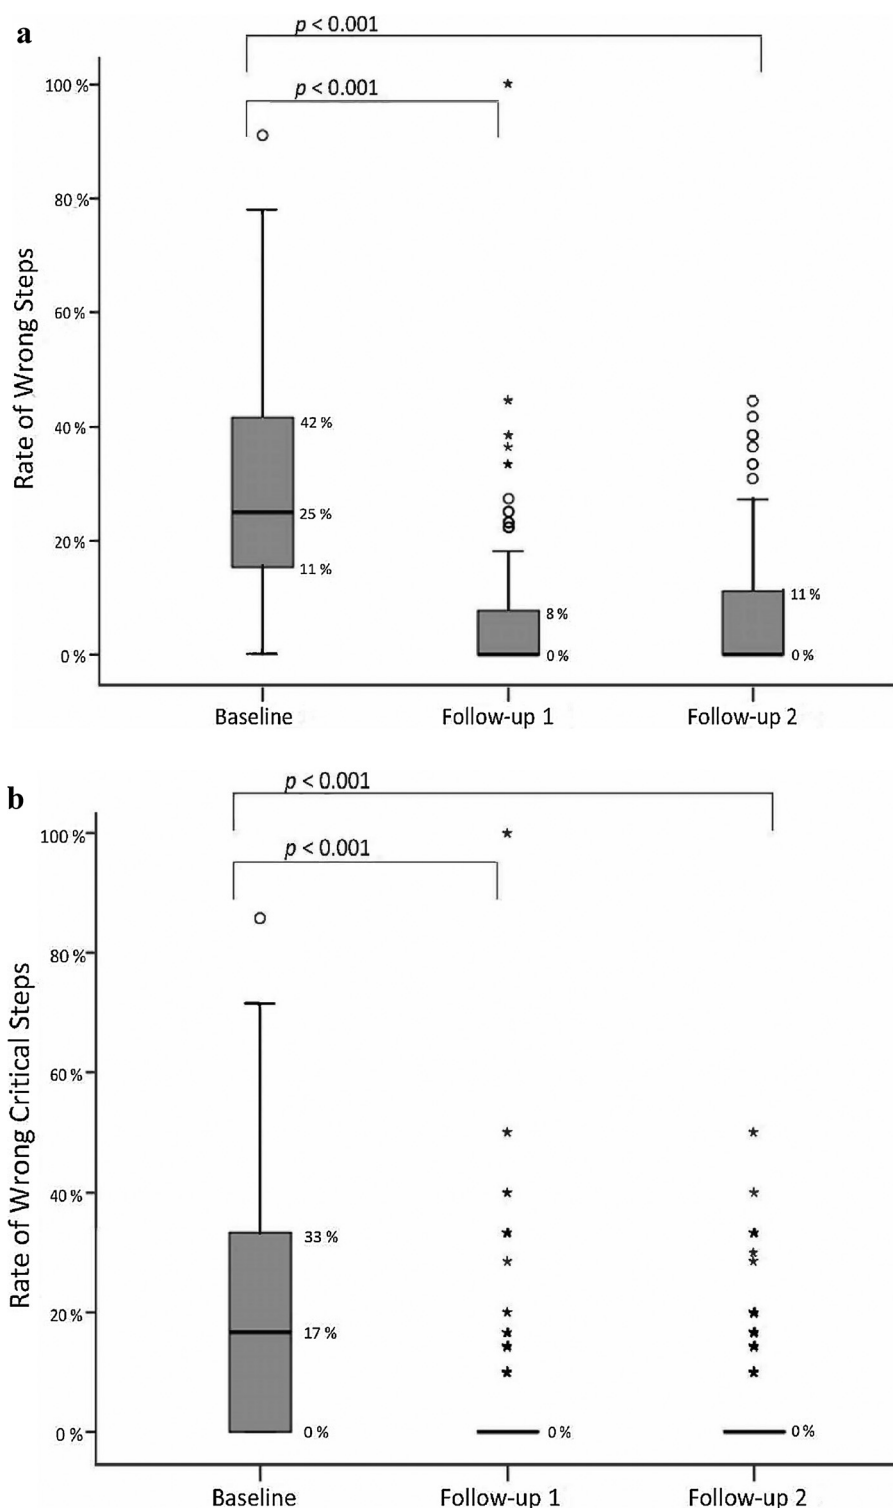 a
p < 0.001
p < 0.001
100 %
80 %
60 %
40 %
20 %
0 %
Rate of Wrong Steps
42 %
25 %
11 %
8 %
0 %
11 %
0 %
Baseline Follow-up 1 Follow-up 2
b
p < 0.001
p < 0.001
100 %
80 %
60 %
40 %
20 %
0 %
Rate of Wrong Critical Steps
33 %
17 %
0 %
0 %
0 %
Baseline Follow-up 1 Follow-up 2